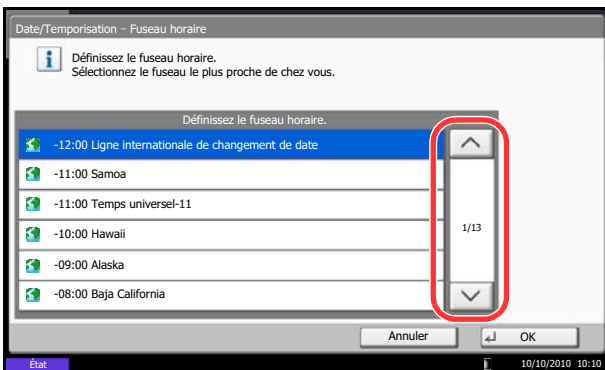 Date/Temporisation – Fuseau horaire
Définissez le fuseau horaire.
Sélectionnez le fuseau le plus proche de chez vous.
Définissez le fuseau horaire.
-12:00 Ligne internationale de changement de date
-11:00 Samoa
-11:00 Temps universel-11
-10:00 Hawaii
1/13
-09:00 Alaska
-08:00 Baja California
Annuler
OK
État
10/10/2010 10:10